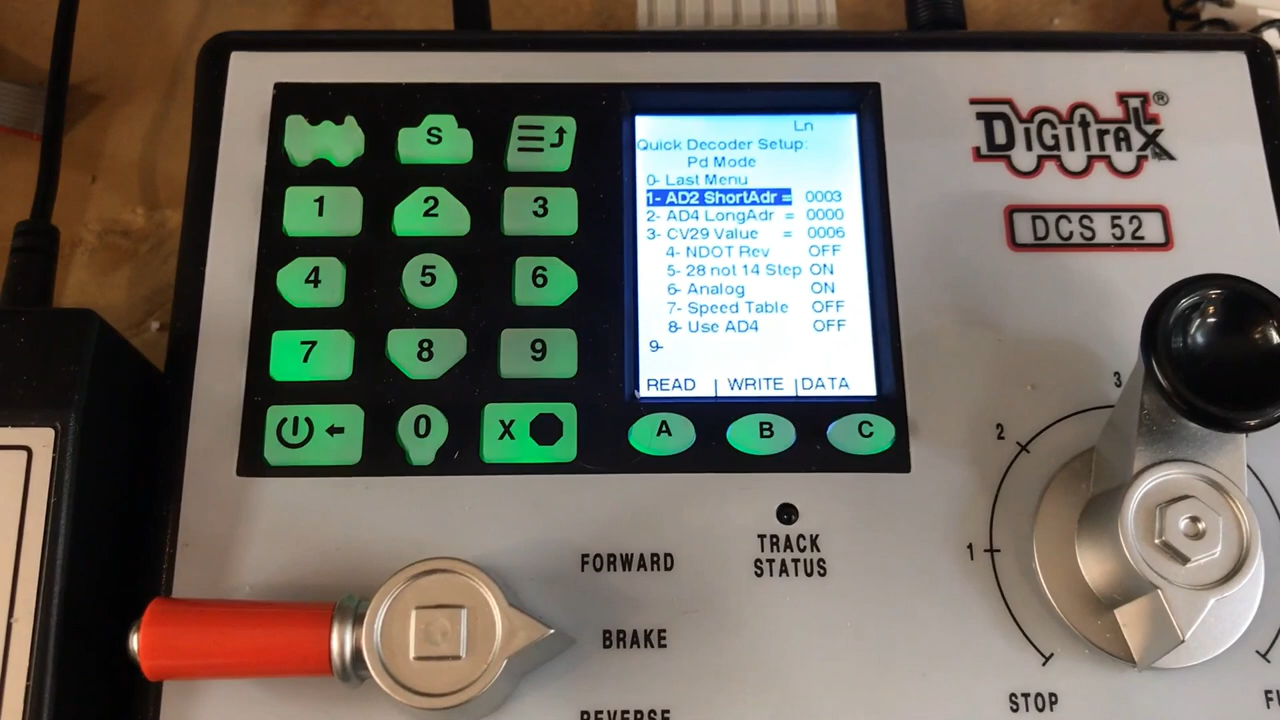 S
1 2 3
4 5 6
7 8 9
0 X
Ln
Quick Decoder Setup:
Pd Mode
0- Last Menu
1- AD2 ShortAdr = 0003
2- AD4 LongAdr = 0000
3- CV29 Value = 0006
4- NDOT Rev OFF
5- 28 not 14 Step ON
6- Analog ON
7- Speed Table OFF
8- Use AD4 OFF
9-
READ | WRITE | DATA
A B C
DIGITRAX®
DCS 52
TRACK
STATUS
FORWARD
BRAKE
REVERSE
3
2
1
STOP